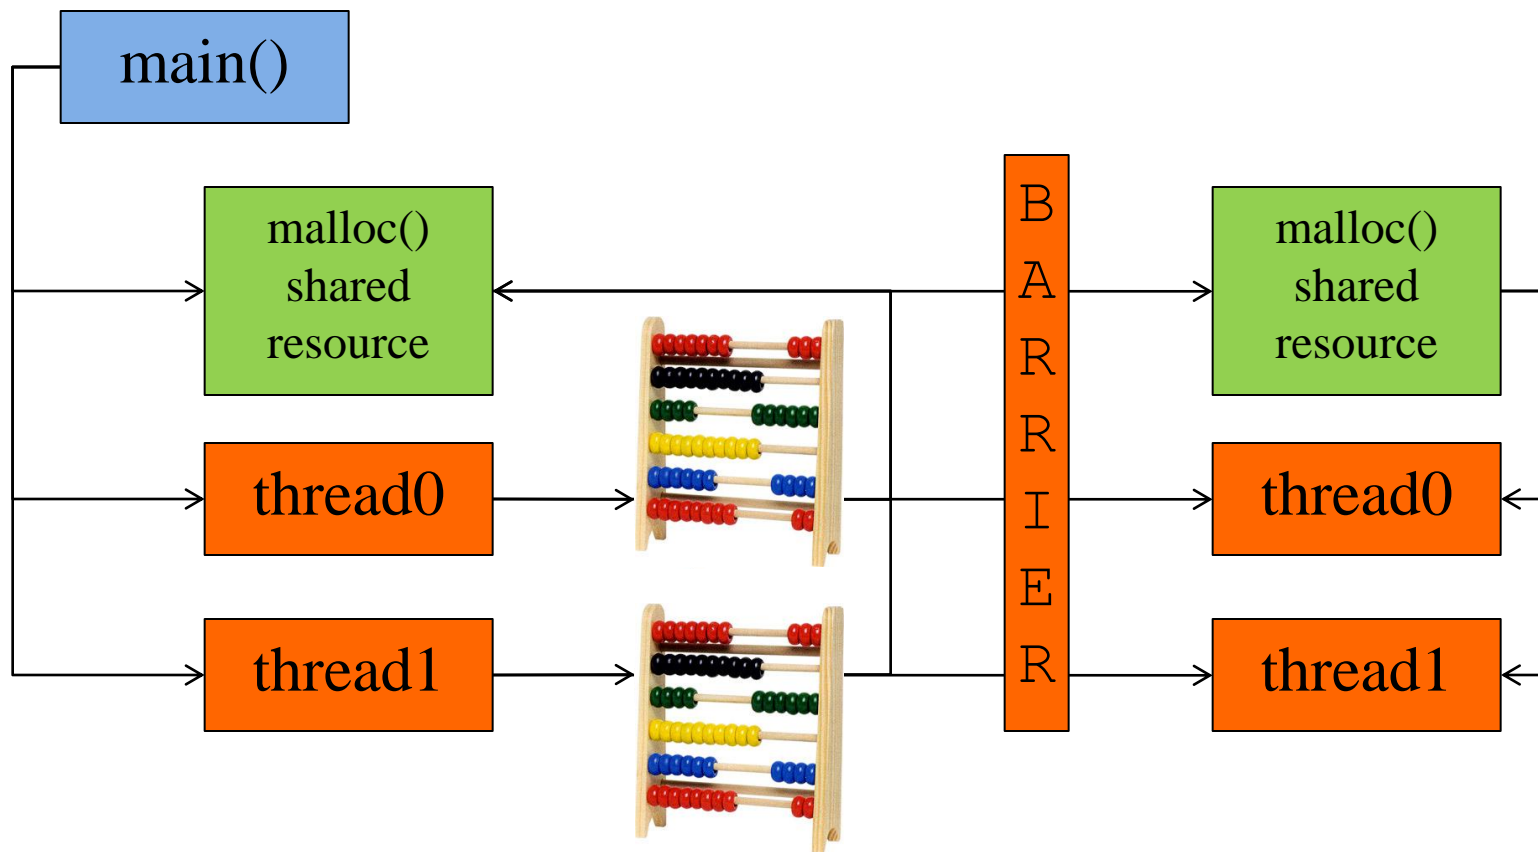 main()
malloc()
shared
resource
thread0
thread1
B
A
R
R
I
E
R
malloc()
shared
resource
thread0
thread1